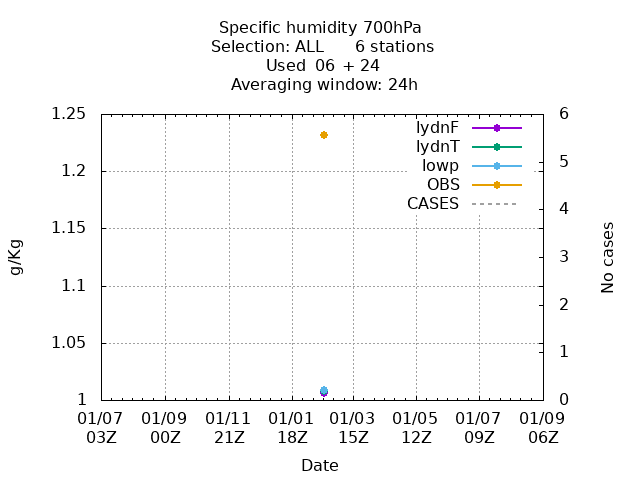 Specific humidity 700hPa
Selection: ALL 6 stations
Used 06 + 24
Averaging window: 24h
1.25
1.2
1.15
1.1
1.05
1
g/Kg
6
5
4
3
2
1
0
No cases
lydnF
lydnT
lowp
OBS
CASES
01/07 01/09 01/11 01/01 01/03 01/05 01/07 01/09
03Z 00Z 21Z 18Z 15Z 12Z 09Z 06Z
Date